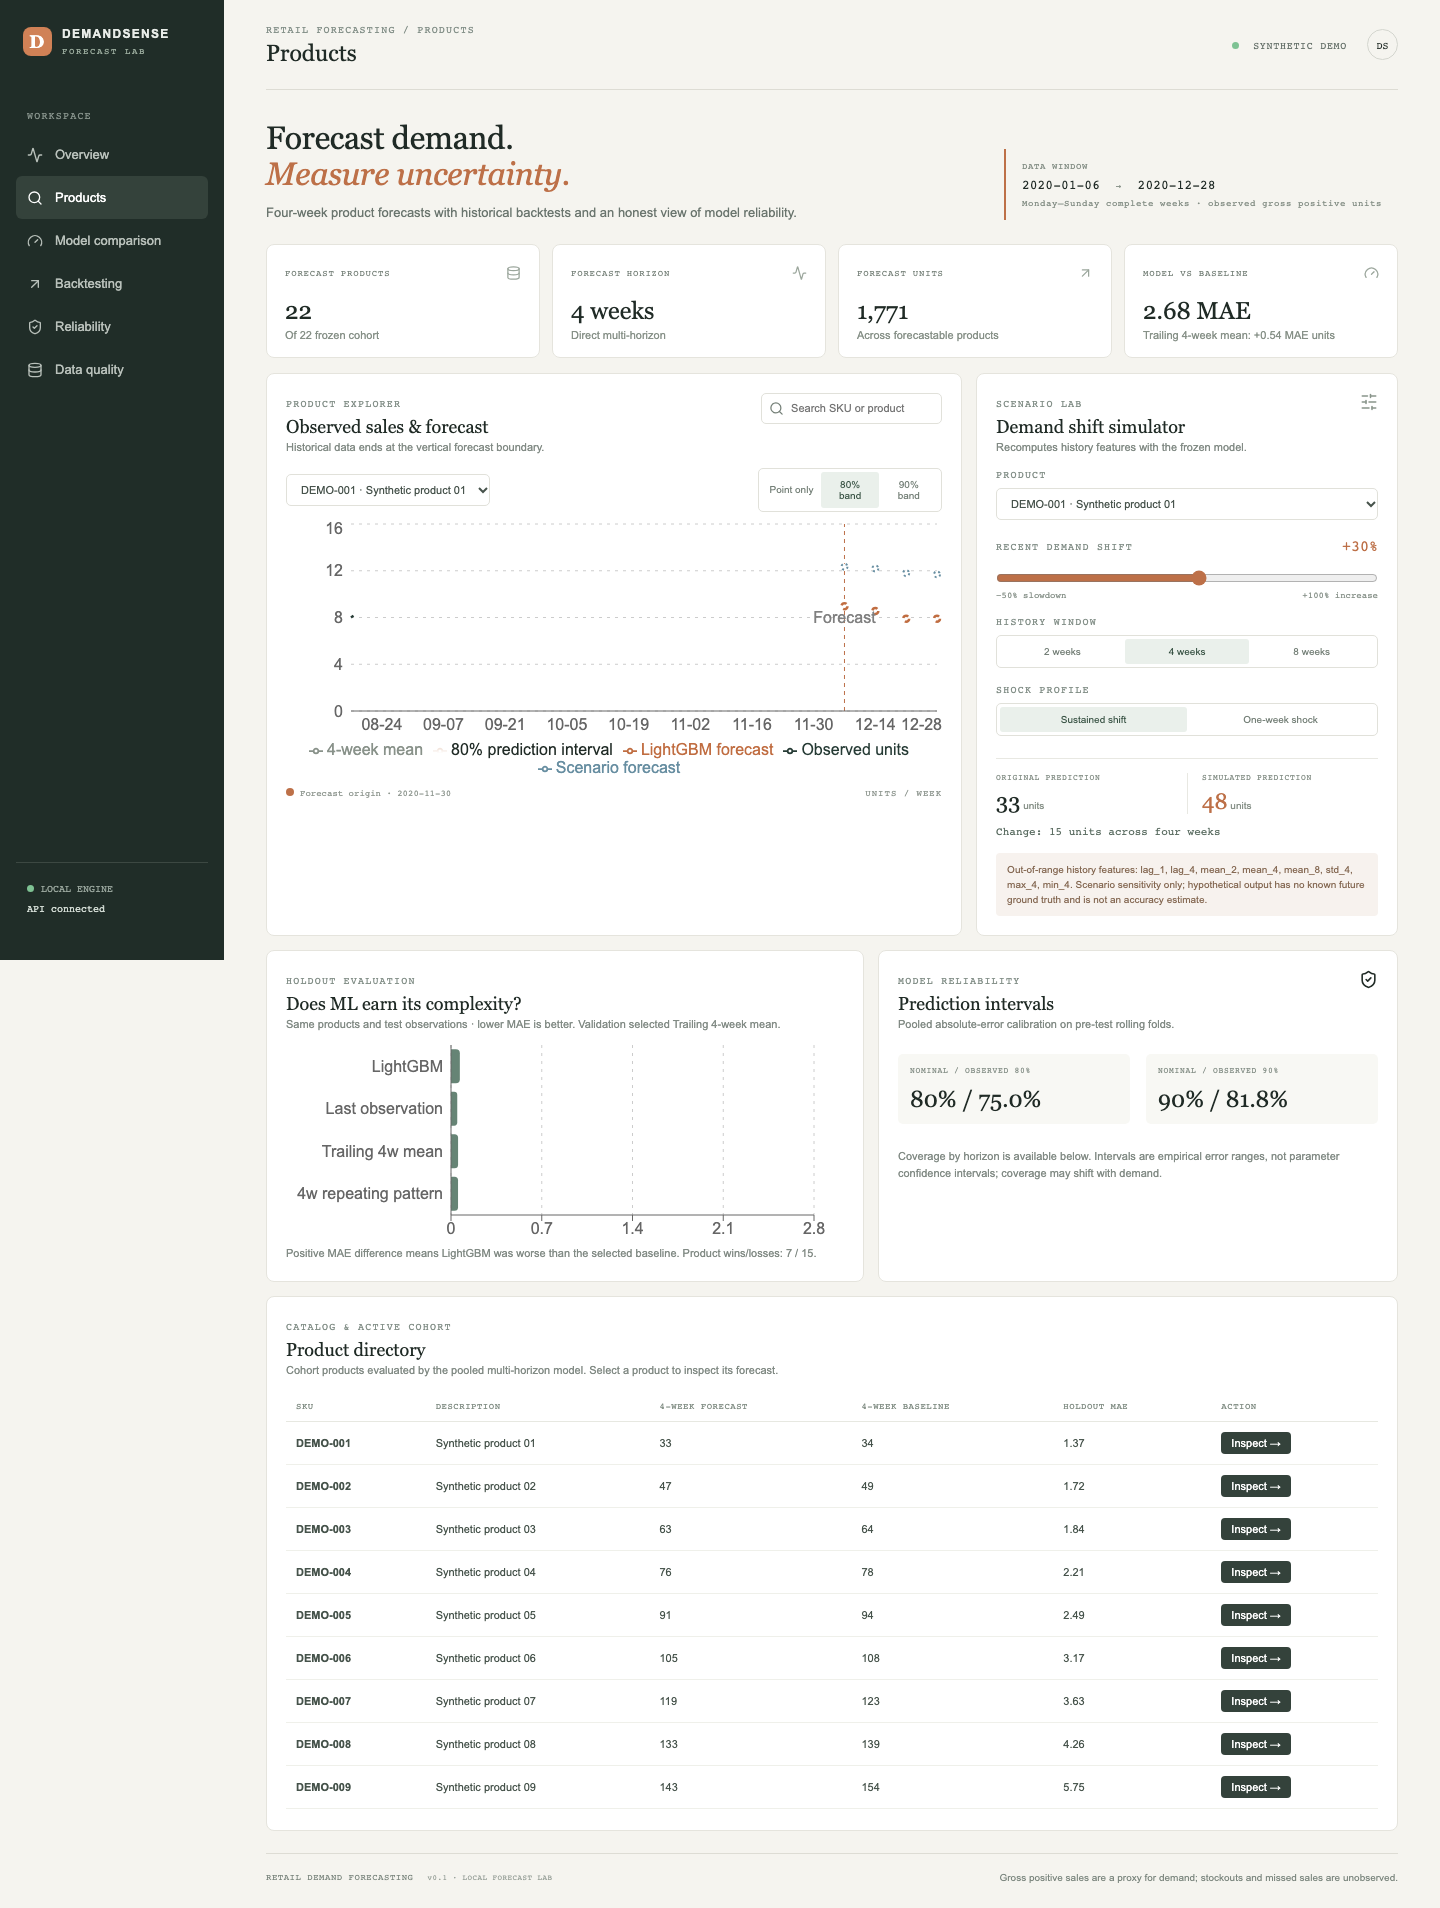 D
DEMANDSENSE
FORECAST LAB
WORKSPACE
Overview
Products
Model comparison
Backtesting
Reliability
Data quality
LOCAL ENGINE
API connected
RETAIL FORECASTING / PRODUCTS
Products
SYNTHETIC DEMO
DS
Forecast demand.
Measure uncertainty.
Four-week product forecasts with historical backtests and an honest view of model reliability.
DATA WINDOW
2020-01-06 → 2020-12-28
Monday–Sunday complete weeks · observed gross positive units
FORECAST PRODUCTS
22
Of 22 frozen cohort
FORECAST HORIZON
4 weeks
Direct multi-horizon
FORECAST UNITS
1,771
Across forecastable products
MODEL VS BASELINE
2.68 MAE
Trailing 4-week mean: +0.54 MAE units
PRODUCT EXPLORER
Observed sales & forecast
Historical data ends at the vertical forecast boundary.
Search SKU or product
DEMO-001 · Synthetic product 01
Point only
80% band
90% band
16
12
8
4
0
Forecast
08-24 09-07 09-21 10-05 10-19 11-02 11-16 11-30 12-14 12-28
4-week mean 80% prediction interval LightGBM forecast Observed units
Scenario forecast
Forecast origin · 2020-11-30
UNITS / WEEK
SCENARIO LAB
Demand shift simulator
Recomputes history features with the frozen model.
PRODUCT
DEMO-001 · Synthetic product 01
RECENT DEMAND SHIFT +30%
−50% slowdown +100% increase
HISTORY WINDOW
2 weeks 4 weeks 8 weeks
SHOCK PROFILE
Sustained shift One-week shock
ORIGINAL PREDICTION
33 units
SIMULATED PREDICTION
48 units
Change: 15 units across four weeks
Out-of-range history features: lag_1, lag_4, mean_2, mean_4, mean_8, std_4,
max_4, min_4. Scenario sensitivity only; hypothetical output has no known future
ground truth and is not an accuracy estimate.
HOLDOUT EVALUATION
Does ML earn its complexity?
Same products and test observations · lower MAE is better. Validation selected Trailing 4-week mean.
LightGBM
Last observation
Trailing 4w mean
4w repeating pattern
0 0.7 1.4 2.1 2.8
Positive MAE difference means LightGBM was worse than the selected baseline. Product wins/losses: 7 / 15.
MODEL RELIABILITY
Prediction intervals
Pooled absolute-error calibration on pre-test rolling folds.
NOMINAL / OBSERVED 80%
80% / 75.0%
NOMINAL / OBSERVED 90%
90% / 81.8%
Coverage by horizon is available below. Intervals are empirical error ranges, not parameter
confidence intervals; coverage may shift with demand.
CATALOG & ACTIVE COHORT
Product directory
Cohort products evaluated by the pooled multi-horizon model. Select a product to inspect its forecast.
SKU DESCRIPTION 4-WEEK FORECAST 4-WEEK BASELINE HOLDOUT MAE ACTION
DEMO-001 Synthetic product 01 33 34 1.37 Inspect →
DEMO-002 Synthetic product 02 47 49 1.72 Inspect →
DEMO-003 Synthetic product 03 63 64 1.84 Inspect →
DEMO-004 Synthetic product 04 76 78 2.21 Inspect →
DEMO-005 Synthetic product 05 91 94 2.49 Inspect →
DEMO-006 Synthetic product 06 105 108 3.17 Inspect →
DEMO-007 Synthetic product 07 119 123 3.63 Inspect →
DEMO-008 Synthetic product 08 133 139 4.26 Inspect →
DEMO-009 Synthetic product 09 143 154 5.75 Inspect →
RETAIL DEMAND FORECASTING v0.1 · LOCAL FORECAST LAB
Gross positive sales are a proxy for demand; stockouts and missed sales are unobserved.